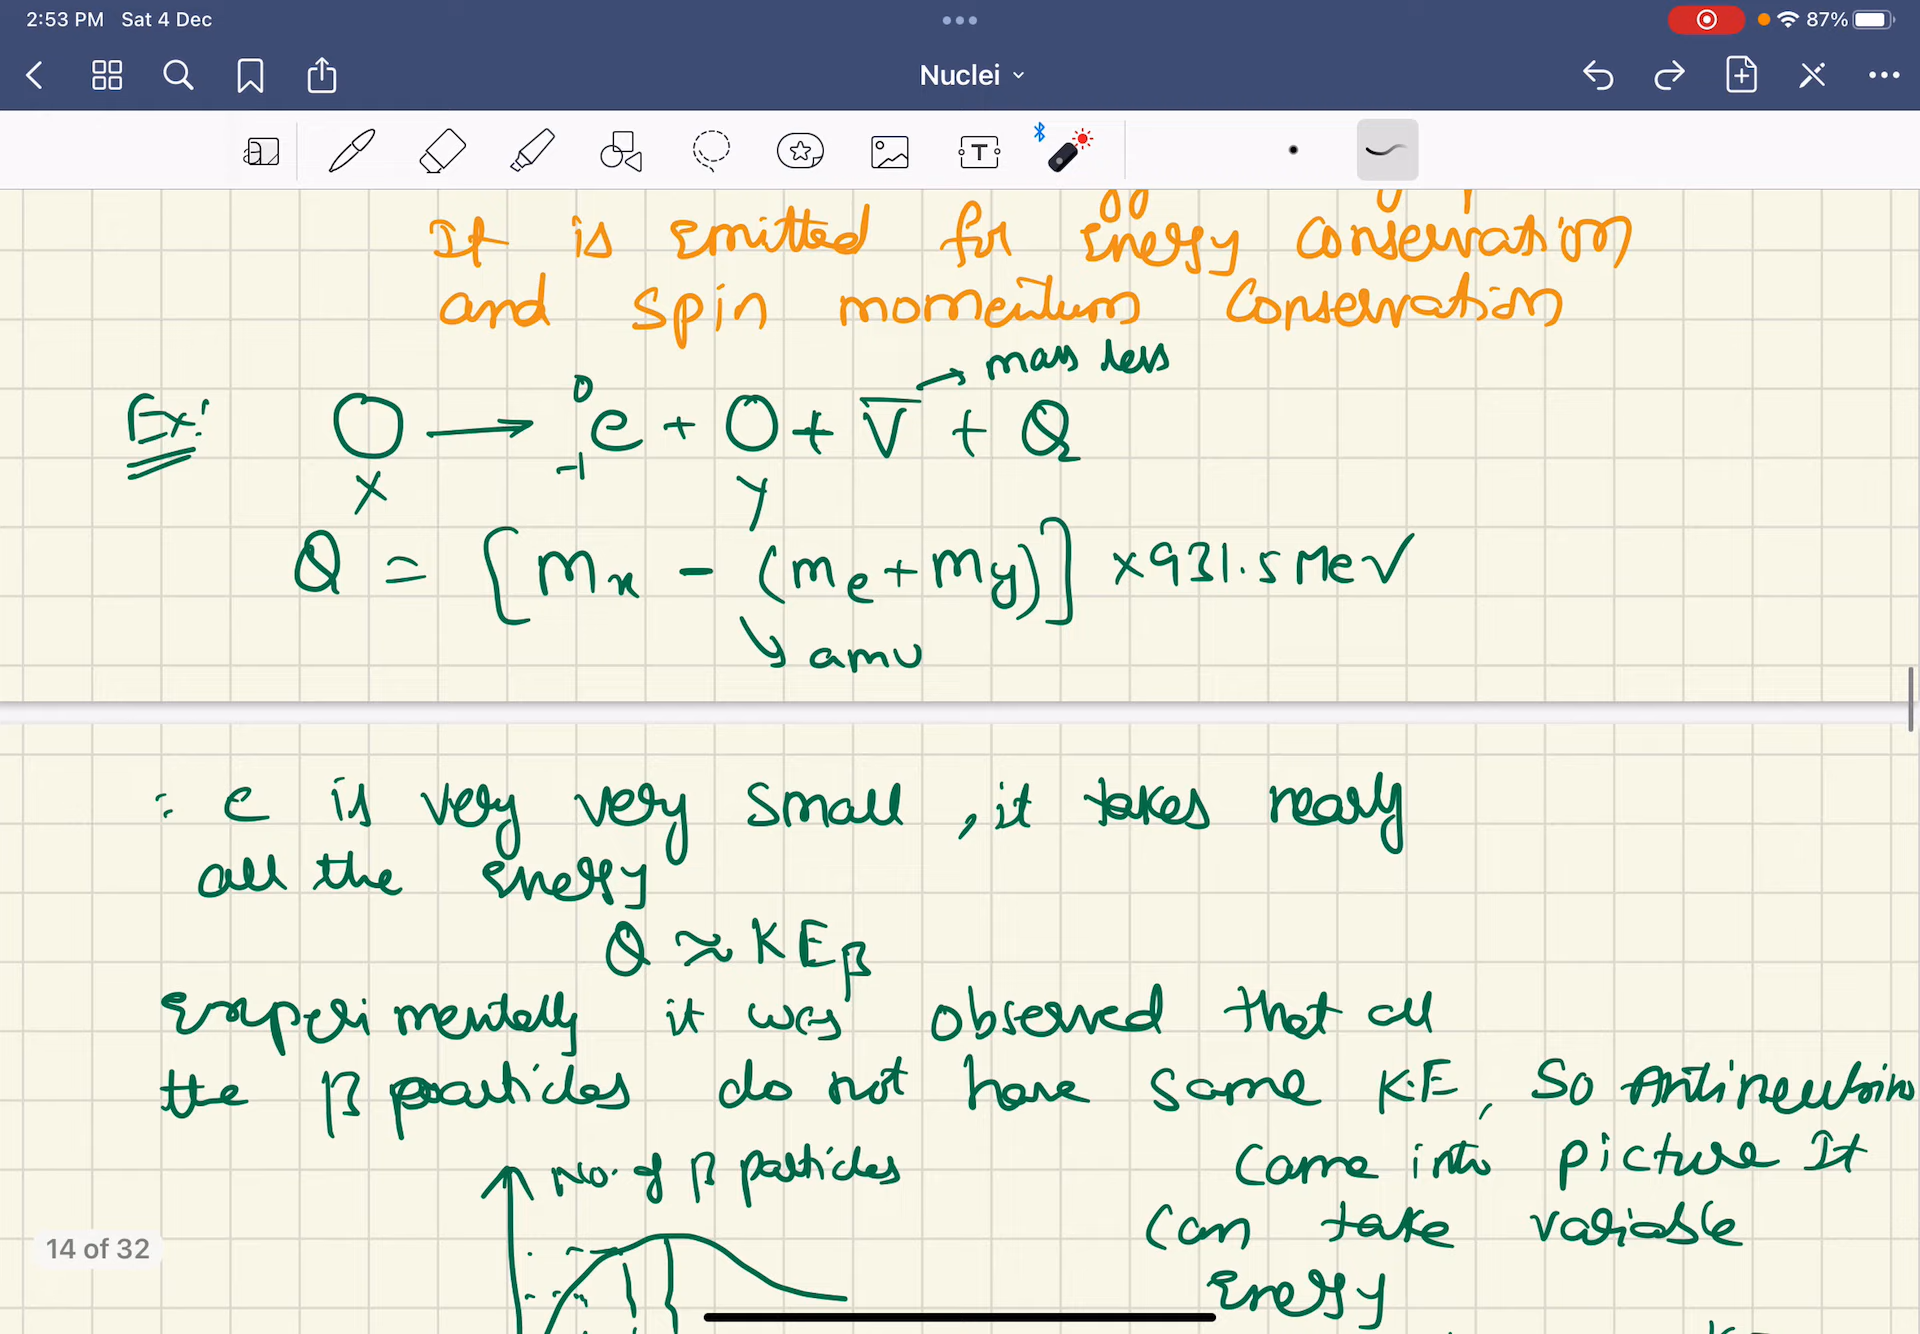 2:53 PM Sat 4 Dec
87%
Nuclei
T
It is Emitted for Energy Conservation
and spin momentum conservation
mass less
Ex: O → ⁰₋₁e + O + V̅ + Q
X Y
Q = [mx - (me + my)] × 931.5 MeV
↘ amu
: e is very very small, it takes nearly
all the Energy
Q ≈ KEβ
Experimentally it was observed that all
the β particles do not have same K.E, So Antineutrino
Came into picture It
can take variable
Energy
No. of β particles
14 of 32